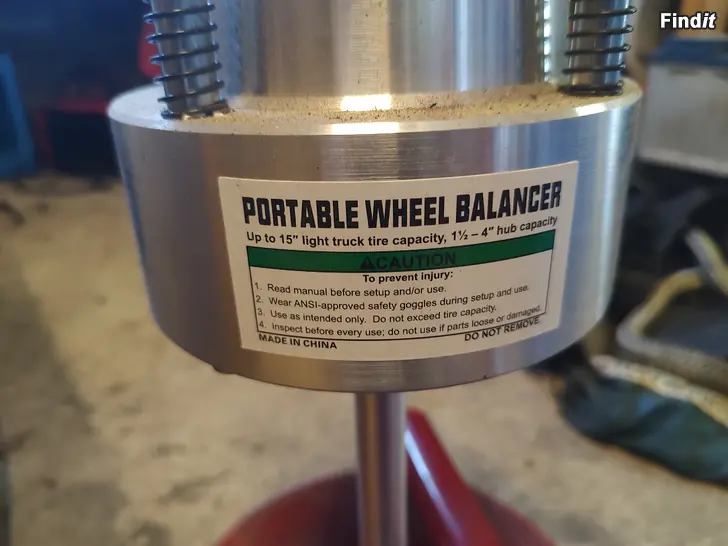 Findit
PORTABLE WHEEL BALANCER
Up to 15" light truck tire capacity, 1½ – 4" hub capacity
⚠CAUTION
To prevent injury:
1. Read manual before setup and/or use.
2. Wear ANSI-approved safety goggles during setup and use.
3. Use as intended only. Do not exceed tire capacity.
4. Inspect before every use; do not use if parts loose or damaged.
MADE IN CHINA
DO NOT REMOVE.